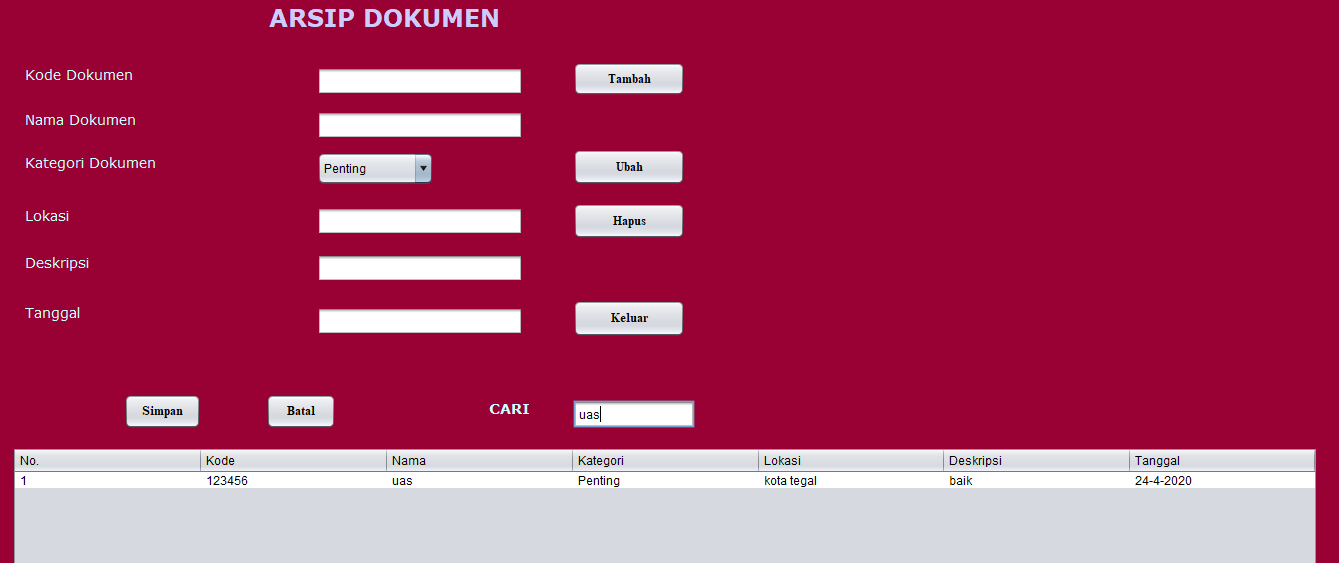 ARSIP DOKUMEN
Kode Dokumen
Tambah
Nama Dokumen
Kategori Dokumen
Penting
Ubah
Lokasi
Hapus
Deskripsi
Tanggal
Keluar
Simpan
Batal
CARI
uas
No. Kode Nama Kategori Lokasi Deskripsi Tanggal
1 123456 uas Penting kota tegal baik 24-4-2020